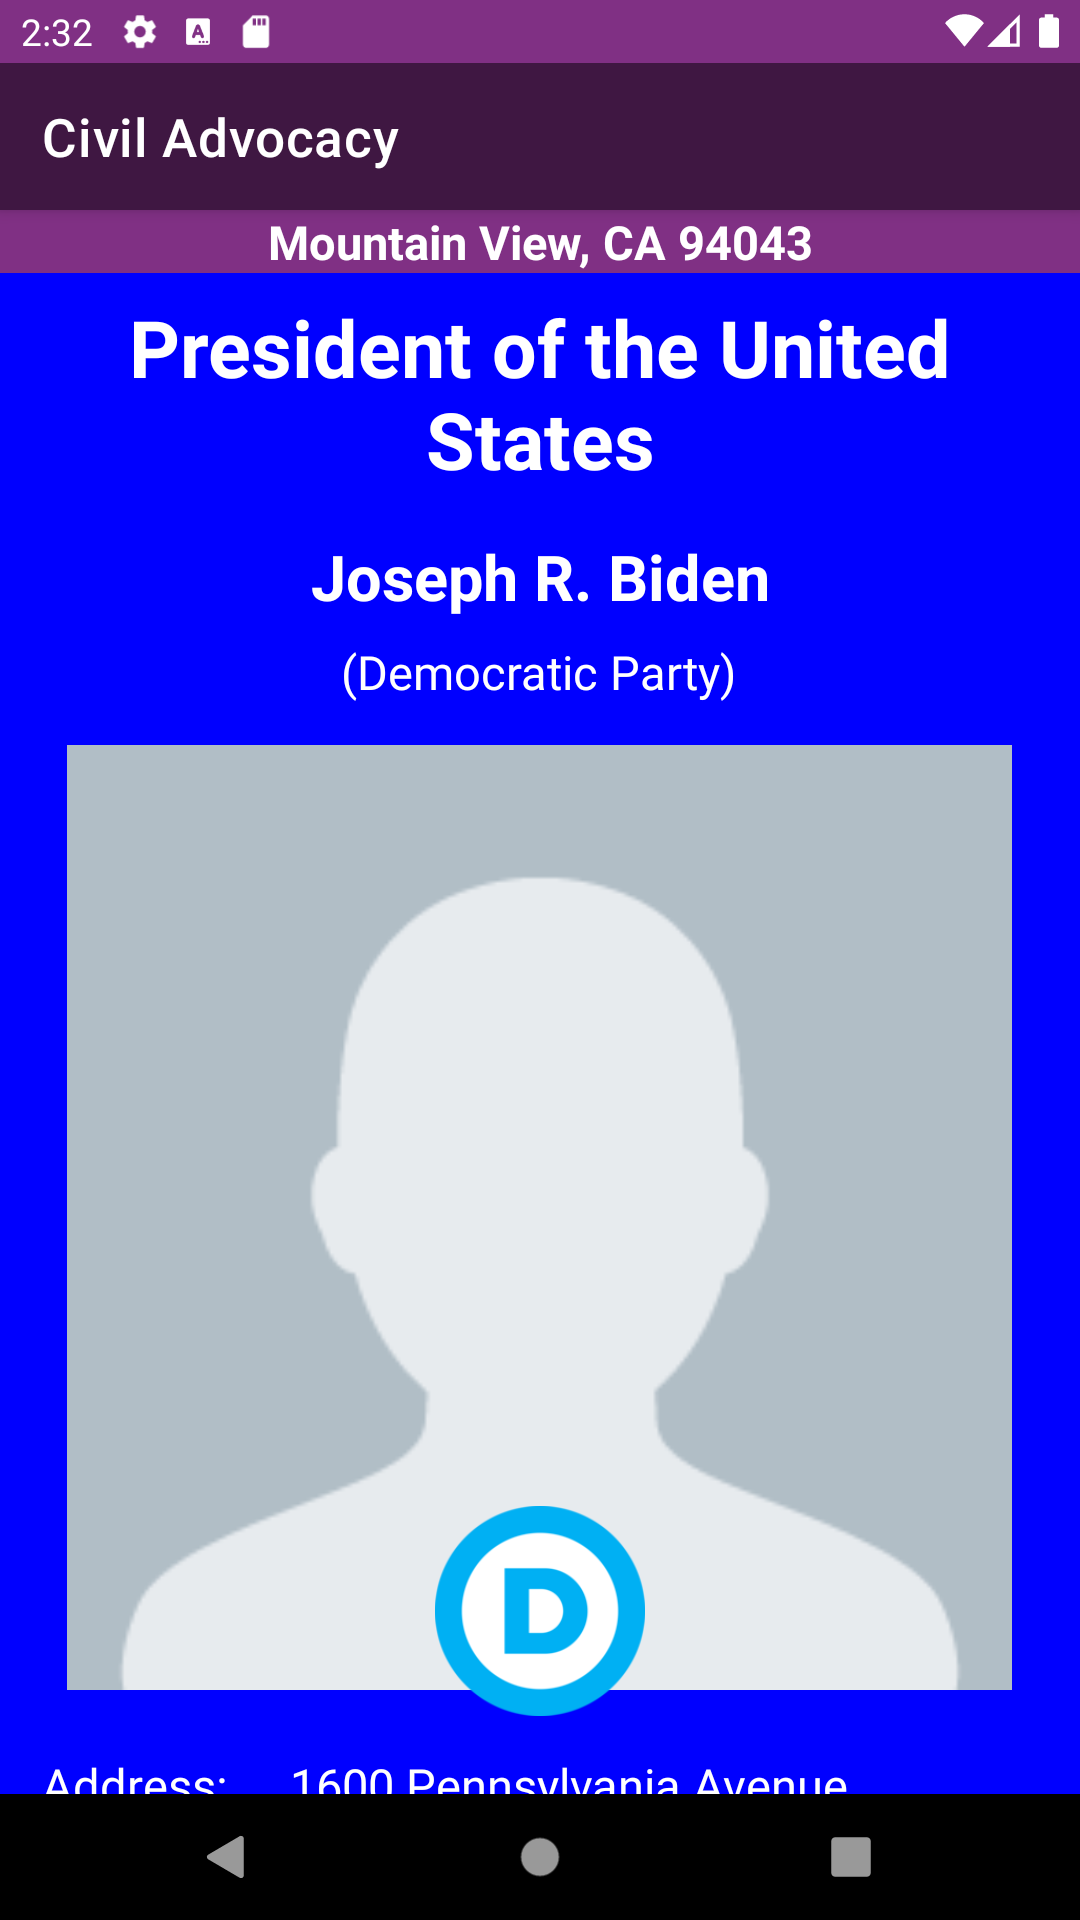 2:32
Civil Advocacy
Mountain View, CA 94043
President of the United
States
Joseph R. Biden
(Democratic Party)
D
Address: 1600 Pennsylvania Avenue